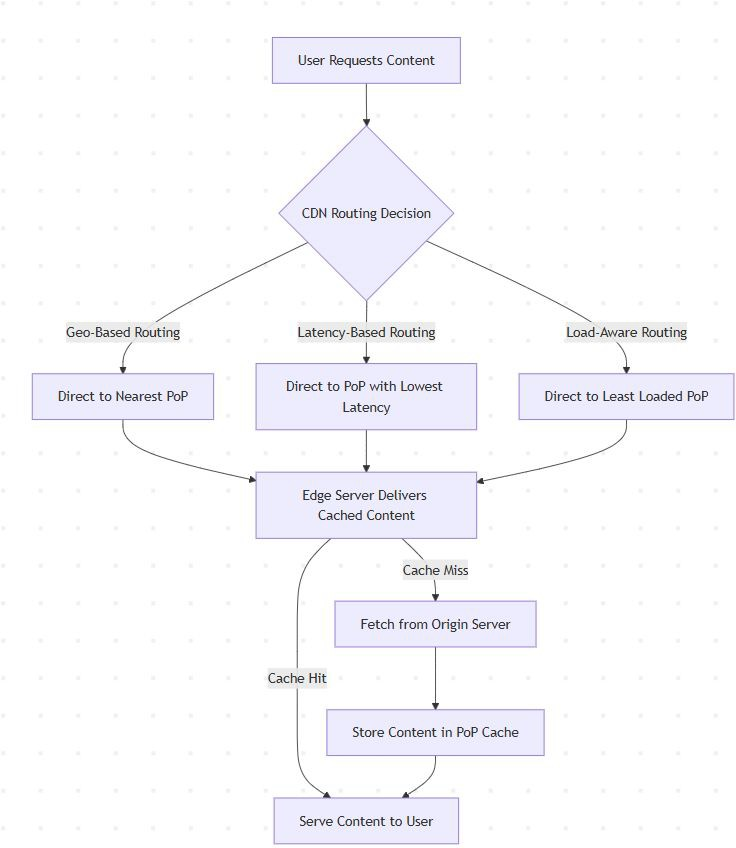 User Requests Content
CDN Routing Decision
Geo-Based Routing
Latency-Based Routing
Load-Aware Routing
Direct to Nearest PoP
Direct to PoP with Lowest
Latency
Direct to Least Loaded PoP
Edge Server Delivers
Cached Content
Cache Miss
Fetch from Origin Server
Cache Hit
Store Content in PoP Cache
Serve Content to User